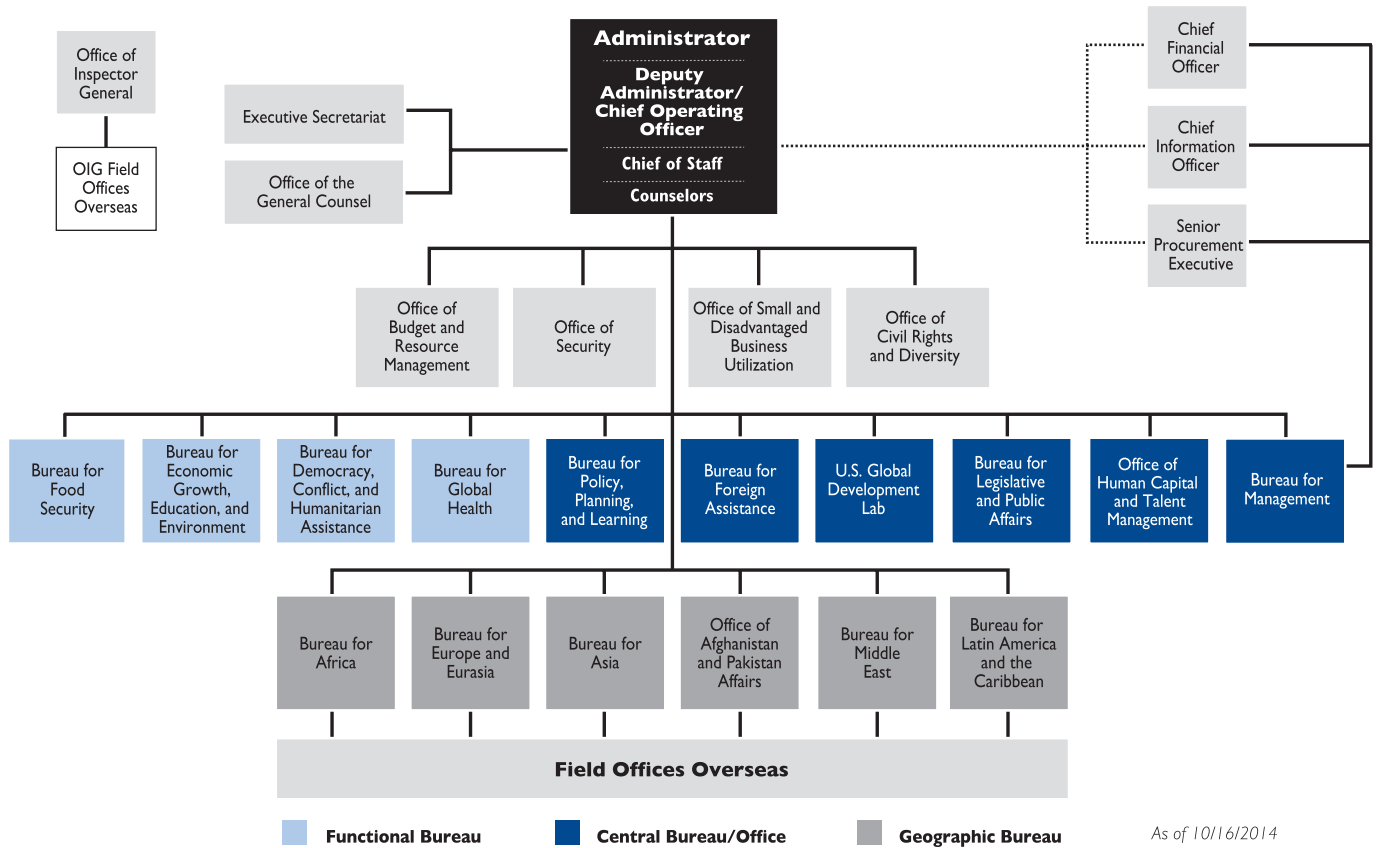 Office of
Inspector
General
OIG Field
Offices
Overseas
Executive Secretariat
Office of the
General Counsel
Administrator
Deputy
Administrator/
Chief Operating
Officer
Chief of Staff
Counselors
Chief
Financial
Officer
Chief
Information
Officer
Senior
Procurement
Executive
Office of
Budget and
Resource
Management
Office of
Security
Office of Small and
Disadvantaged
Business
Utilization
Office of
Civil Rights
and Diversity
Bureau for
Food
Security
Bureau for
Economic
Growth,
Education, and
Environment
Bureau for
Democracy,
Conflict, and
Humanitarian
Assistance
Bureau for
Global
Health
Bureau for
Policy,
Planning,
and Learning
Bureau for
Foreign
Assistance
U.S. Global
Development
Lab
Bureau for
Legislative
and Public
Affairs
Office of
Human Capital
and Talent
Management
Bureau for
Management
Bureau for
Africa
Bureau for
Europe and
Eurasia
Bureau for
Asia
Office of
Afghanistan
and Pakistan
Affairs
Bureau for
Middle
East
Bureau for
Latin America
and the
Caribbean
Field Offices Overseas
Functional Bureau
Central Bureau/Office
Geographic Bureau
As of 10/16/2014